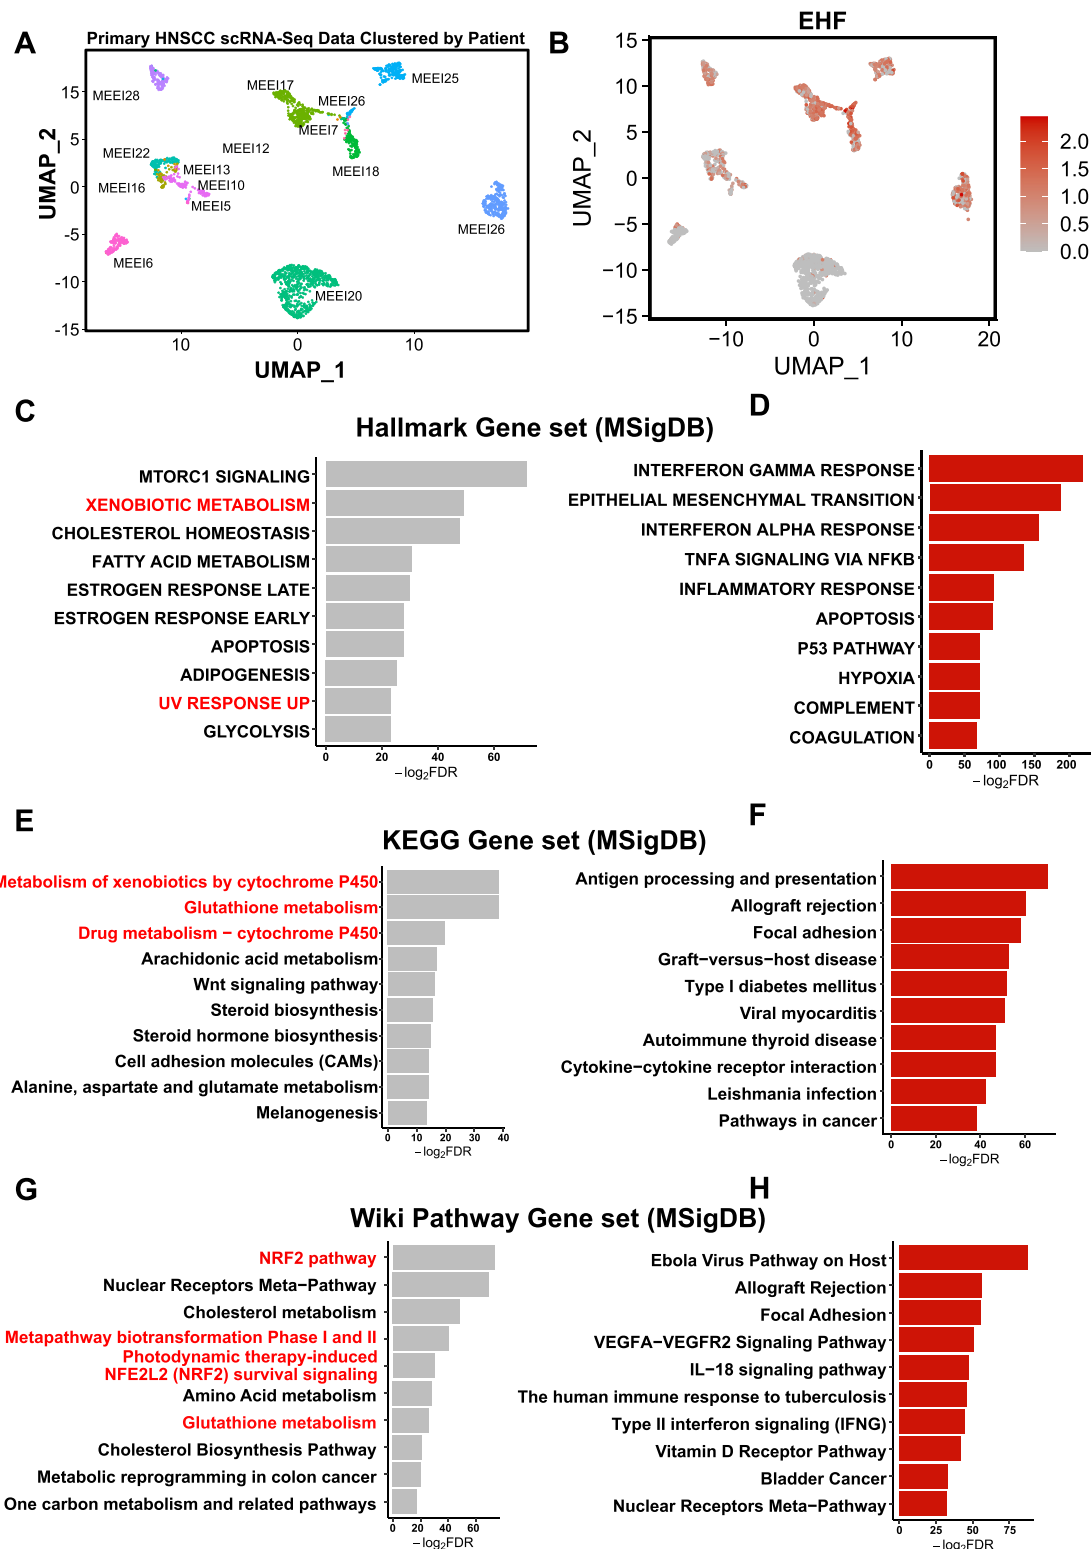 A
Primary HNSCC scRNA-Seq Data Clustered by Patient
MEEI28
MEEI17
MEEI25
MEEI26
MEEI7
MEEI12
MEEI22
MEEI13
MEEI18
MEEI16
MEEI10
MEEI5
MEEI26
MEEI6
MEEI20
15
5
0
-5
-10
-15
10
0
10
UMAP_2
UMAP_1
B
EHF
15
10
5
0
−5
−10
−15
−10
0
10
20
UMAP_2
UMAP_1
2.0
1.5
1.0
0.5
0.0
C
D
Hallmark Gene set (MSigDB)
MTORC1 SIGNALING
XENOBIOTIC METABOLISM
CHOLESTEROL HOMEOSTASIS
FATTY ACID METABOLISM
ESTROGEN RESPONSE LATE
ESTROGEN RESPONSE EARLY
APOPTOSIS
ADIPOGENESIS
UV RESPONSE UP
GLYCOLYSIS
0 20 40 60
−log2FDR
INTERFERON GAMMA RESPONSE
EPITHELIAL MESENCHYMAL TRANSITION
INTERFERON ALPHA RESPONSE
TNFA SIGNALING VIA NFKB
INFLAMMATORY RESPONSE
APOPTOSIS
P53 PATHWAY
HYPOXIA
COMPLEMENT
COAGULATION
0 50 100 150 200
−log2FDR
E
F
KEGG Gene set (MSigDB)
Metabolism of xenobiotics by cytochrome P450
Glutathione metabolism
Drug metabolism − cytochrome P450
Arachidonic acid metabolism
Wnt signaling pathway
Steroid biosynthesis
Steroid hormone biosynthesis
Cell adhesion molecules (CAMs)
Alanine, aspartate and glutamate metabolism
Melanogenesis
0 10 20 30 40
−log2FDR
Antigen processing and presentation
Allograft rejection
Focal adhesion
Graft−versus−host disease
Type I diabetes mellitus
Viral myocarditis
Autoimmune thyroid disease
Cytokine−cytokine receptor interaction
Leishmania infection
Pathways in cancer
0 20 40 60
−log2FDR
G
H
Wiki Pathway Gene set (MSigDB)
NRF2 pathway
Nuclear Receptors Meta−Pathway
Cholesterol metabolism
Metapathway biotransformation Phase I and II
Photodynamic therapy-induced
NFE2L2 (NRF2) survival signaling
Amino Acid metabolism
Glutathione metabolism
Cholesterol Biosynthesis Pathway
Metabolic reprogramming in colon cancer
One carbon metabolism and related pathways
0 20 40 60
−log2FDR
Ebola Virus Pathway on Host
Allograft Rejection
Focal Adhesion
VEGFA−VEGFR2 Signaling Pathway
IL−18 signaling pathway
The human immune response to tuberculosis
Type II interferon signaling (IFNG)
Vitamin D Receptor Pathway
Bladder Cancer
Nuclear Receptors Meta−Pathway
0 25 50 75
−log2FDR